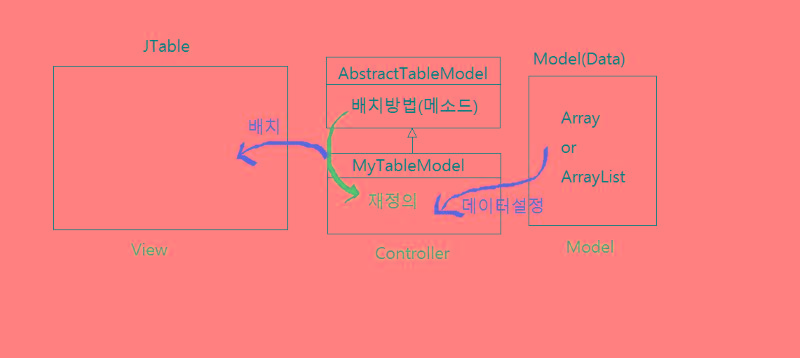 JTable
AbstractTableModel
Model(Data)
배치방법(메소드)
배치
Array
or
ArrayList
MyTableModel
재정의
데이터설정
View
Controller
Model